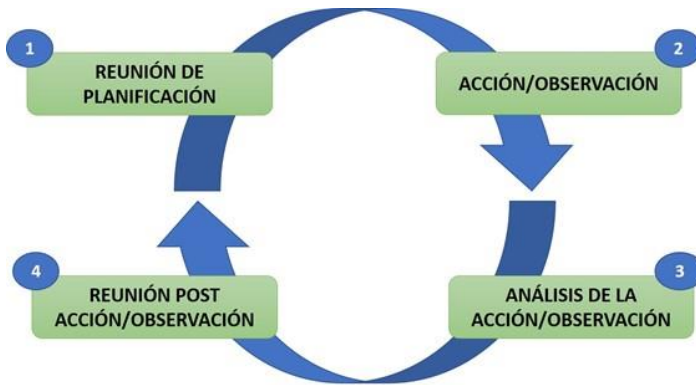 1
REUNIÓN DE
PLANIFICACIÓN
2
ACCIÓN/OBSERVACIÓN
3
ANÁLISIS DE LA
ACCIÓN/OBSERVACIÓN
4
REUNIÓN POST
ACCIÓN/OBSERVACIÓN